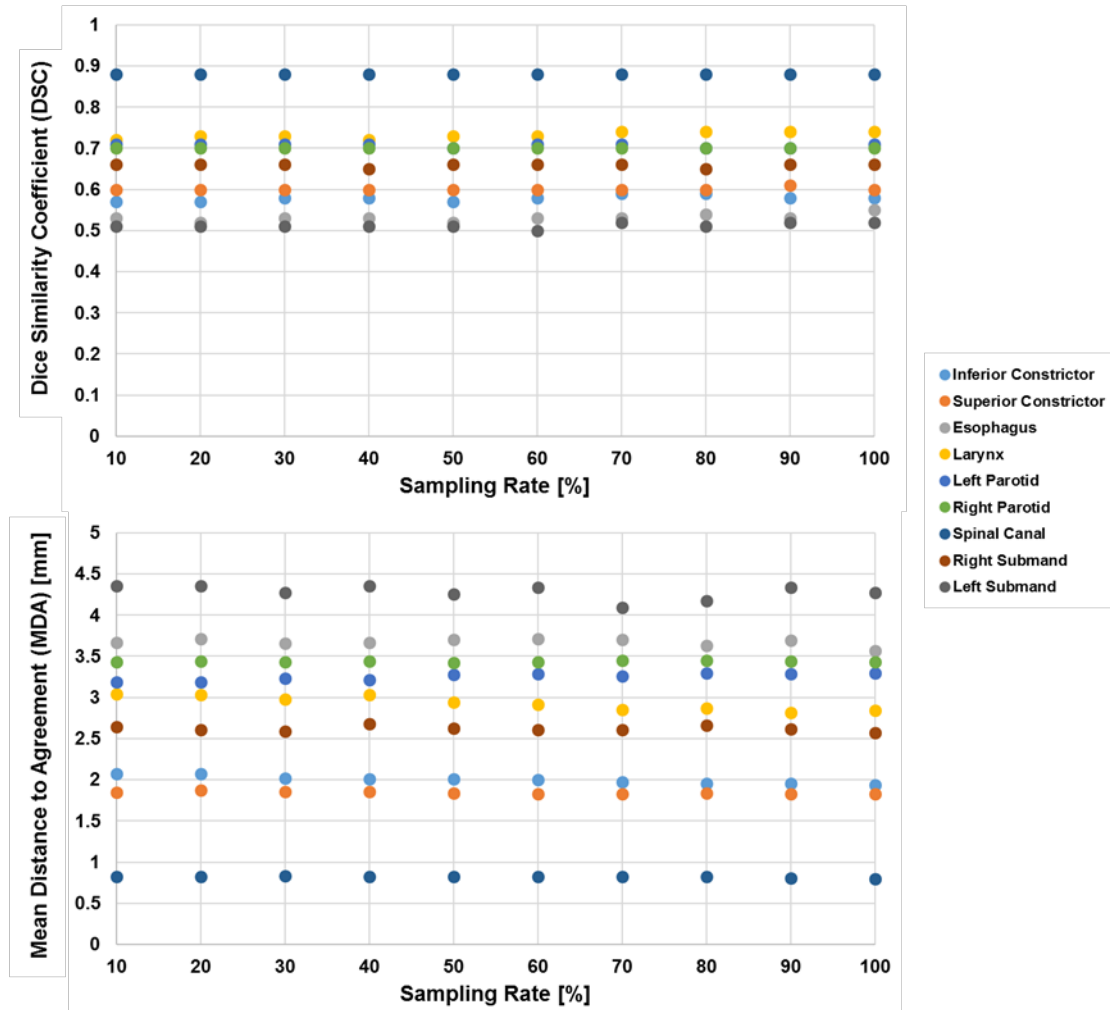 Dice Similarity Coefficient (DSC)
1
0.9
0.8
0.7
0.6
0.5
0.4
0.3
0.2
0.1
0
10 20 30 40 50 60 70 80 90 100
Sampling Rate [%]
Inferior Constrictor
Superior Constrictor
Esophagus
Larynx
Left Parotid
Right Parotid
Spinal Canal
Right Submand
Left Submand
Mean Distance to Agreement (MDA) [mm]
5
4.5
4
3.5
3
2.5
2
1.5
1
0.5
0
10 20 30 40 50 60 70 80 90 100
Sampling Rate [%]